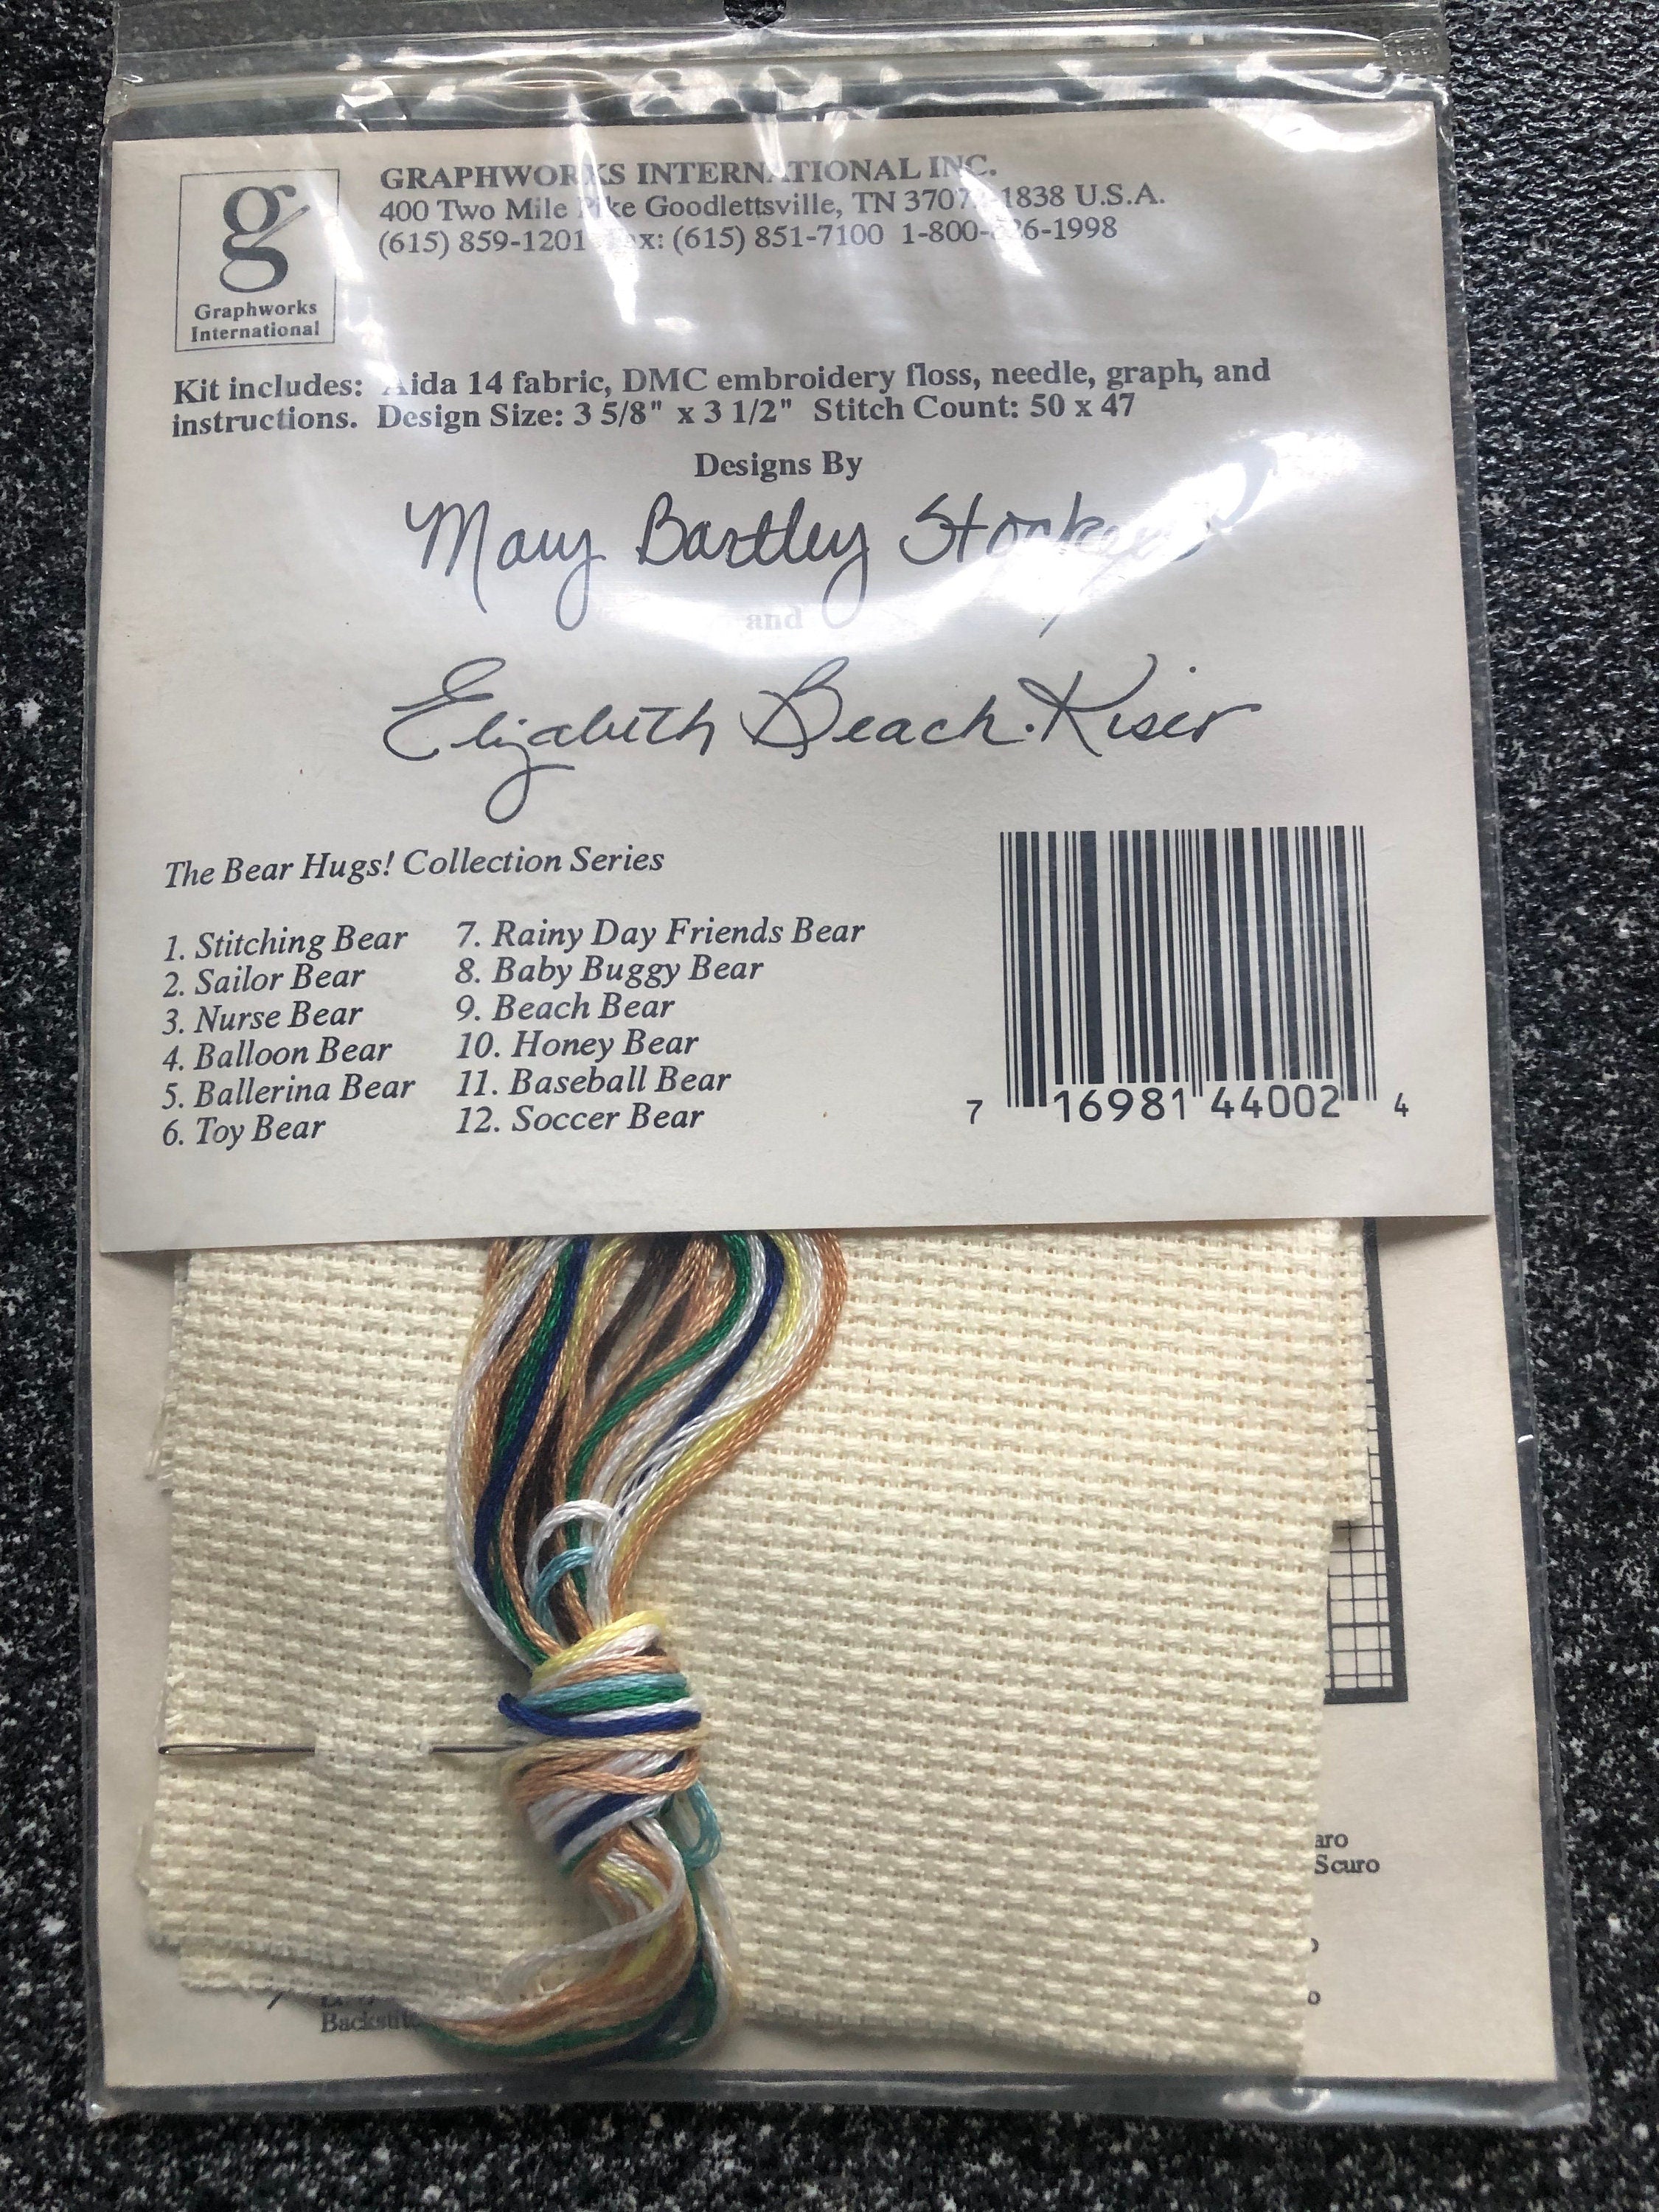 g
Graphworks
International
GRAPHWORKS INTERNATIONAL INC.
400 Two Mile Pike Goodlettsville, TN U.S.A.
(615) 859-1201 Fax: (615) 851-7100
Kit includes: Aida 14 fabric, DMC embroidery floss, needle, graph, and
instructions. Design Size: 3 5/8" x 3 1/2" Stitch Count: 50 x 47
Designs By
Mary Bartley
and
Elizabeth Beach-Kiser
The Bear Hugs! Collection Series
1. Stitching Bear
2. Sailor Bear
3. Nurse Bear
4. Balloon Bear
5. Ballerina Bear
6. Toy Bear
7. Rainy Day Friends Bear
8. Baby Buggy Bear
9. Beach Bear
10. Honey Bear
11. Baseball Bear
12. Soccer Bear
7 16981 44002 4
aro
Scuro